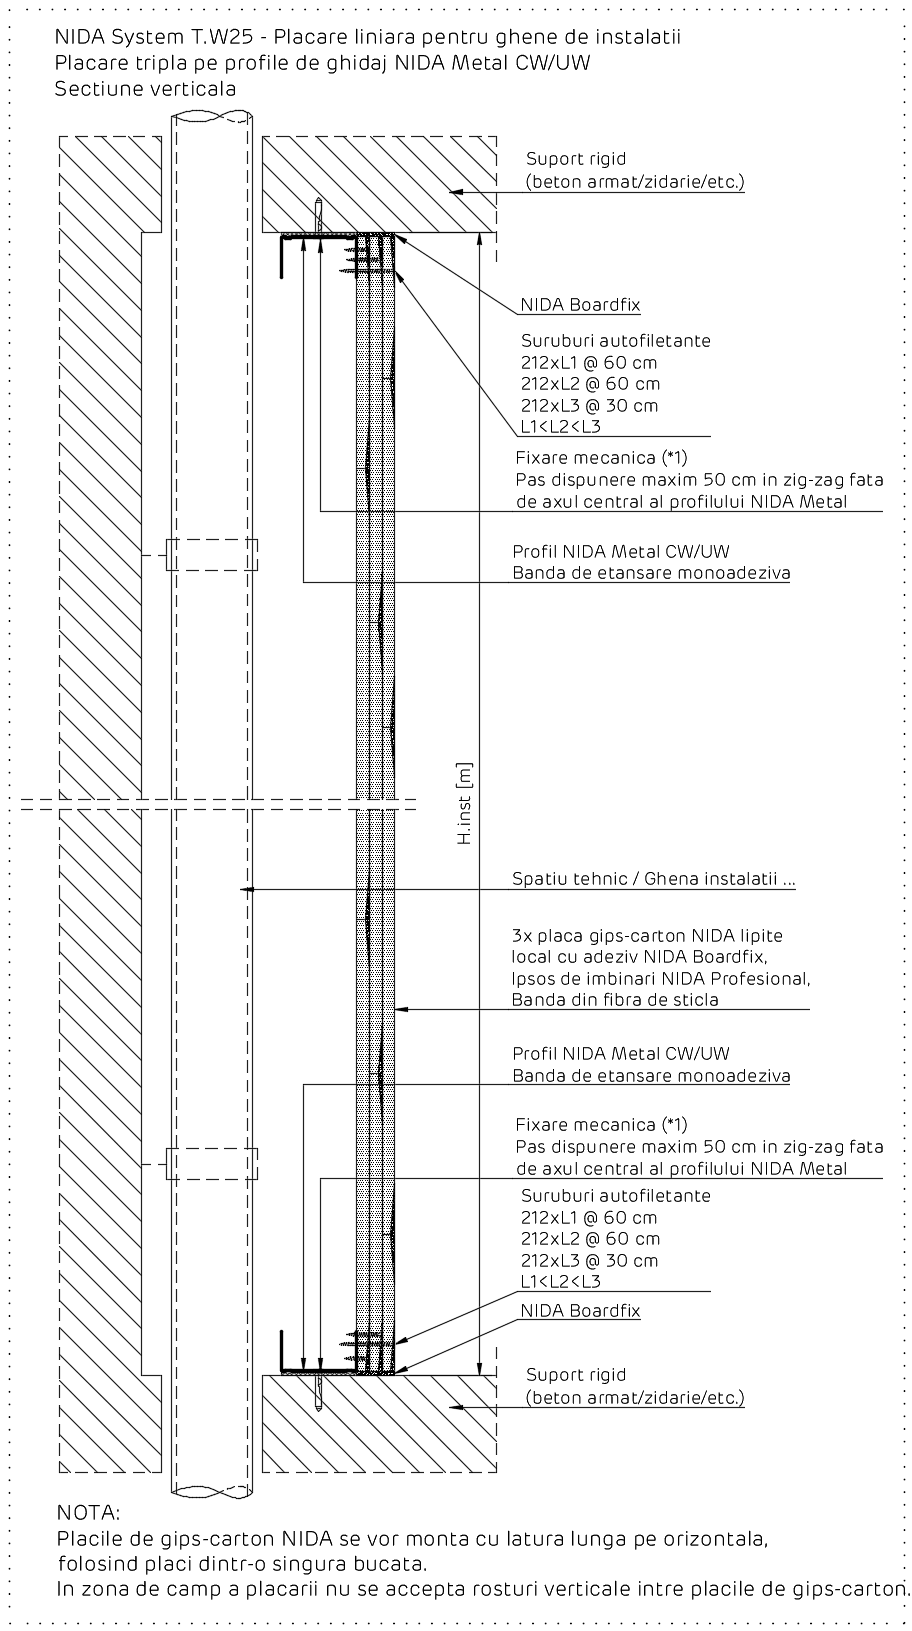 NIDA System T.W25 - Placare liniara pentru ghene de instalatii
Placare tripla pe profile de ghidaj NIDA Metal CW/UW
Sectiune verticala
Suport rigid
(beton armat/zidarie/etc.)
NIDA Boardfix
Suruburi autofiletante
212xL1 @ 60 cm
212xL2 @ 60 cm
212xL3 @ 30 cm
L1<L2<L3
Fixare mecanica (*1)
Pas dispunere maxim 50 cm in zig-zag fata
de axul central al profilului NIDA Metal
Profil NIDA Metal CW/UW
Banda de etansare monoadeziva
H.inst [m]
Spatiu tehnic / Ghena instalatii ...
3x placa gips-carton NIDA lipite
local cu adeziv NIDA Boardfix,
Ipsos de imbinari NIDA Profesional,
Banda din fibra de sticla
Profil NIDA Metal CW/UW
Banda de etansare monoadeziva
Fixare mecanica (*1)
Pas dispunere maxim 50 cm in zig-zag fata
de axul central al profilului NIDA Metal
Suruburi autofiletante
212xL1 @ 60 cm
212xL2 @ 60 cm
212xL3 @ 30 cm
L1<L2<L3
NIDA Boardfix
Suport rigid
(beton armat/zidarie/etc.)
NOTA:
Placile de gips-carton NIDA se vor monta cu latura lunga pe orizontala,
folosind placi dintr-o singura bucata.
In zona de camp a placarii nu se accepta rosturi verticale intre placile de gips-carton.